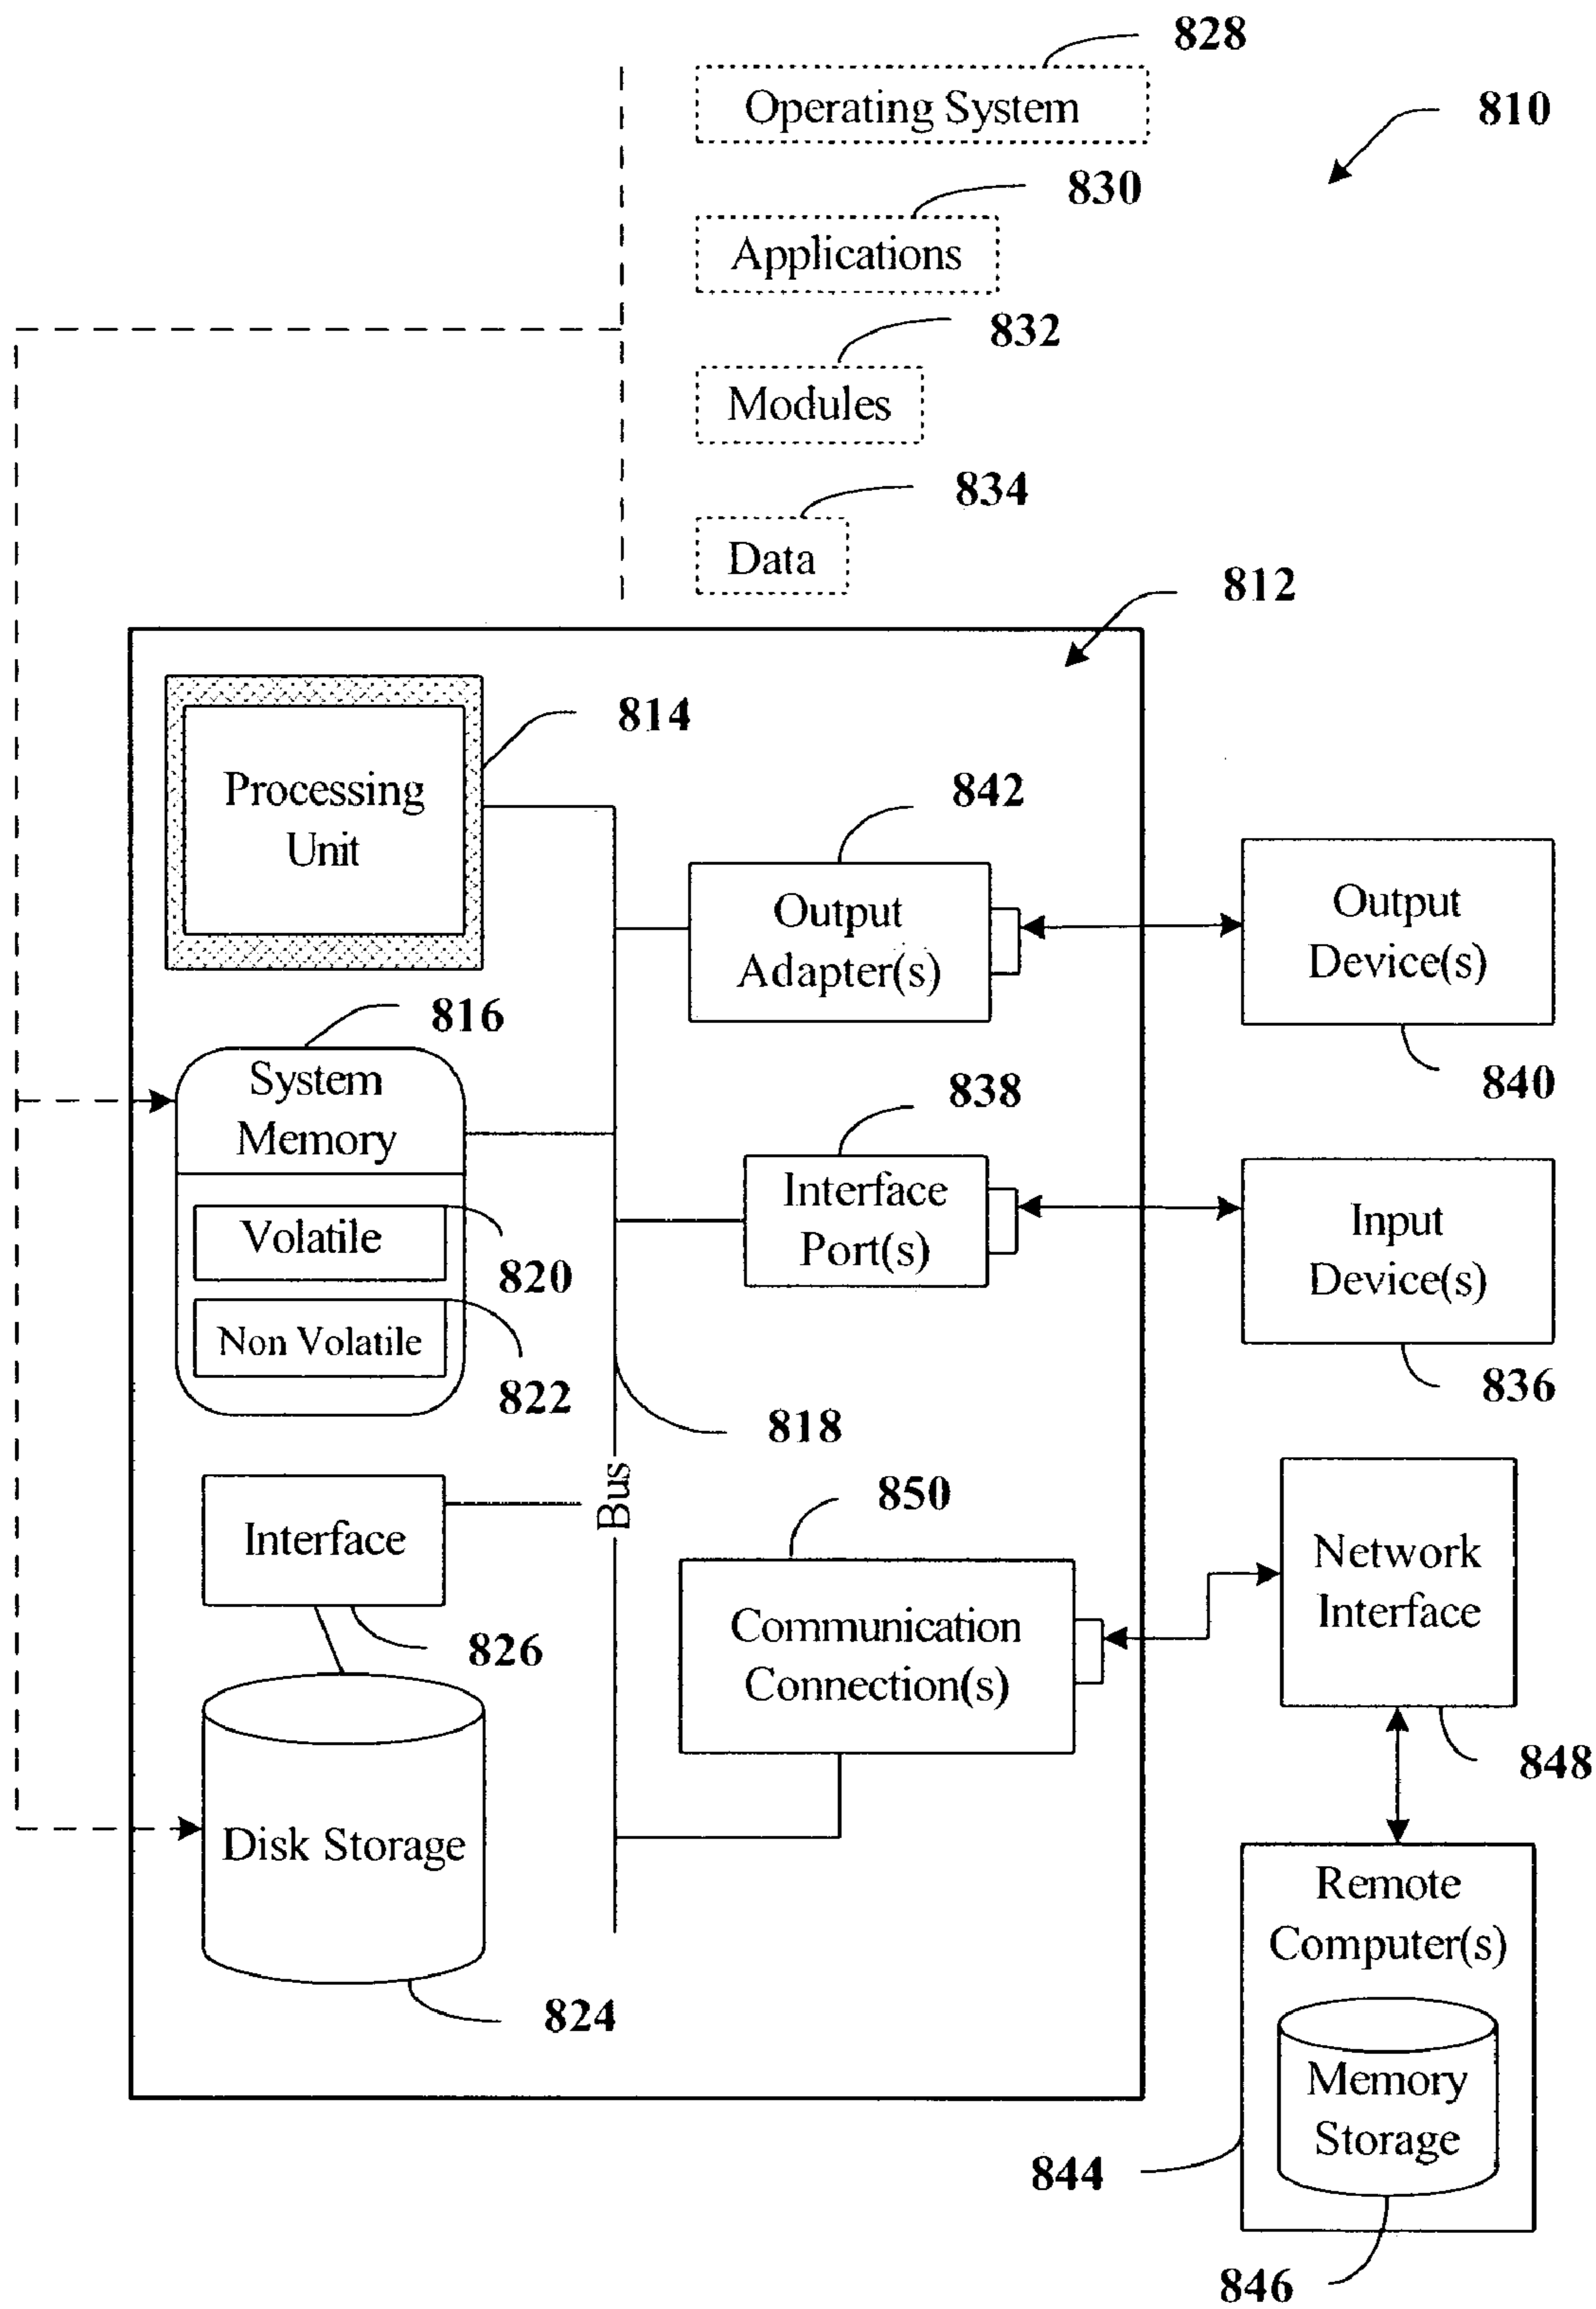 828
Operating System
810
830
Applications
832
Modules
834
Data
812
814
Processing
Unit
842
Output
Adapter(s)
Output
Device(s)
840
816
System
Memory
838
Interface
Port(s)
Input
Device(s)
836
Volatile
820
Non Volatile
822
818
Bus
Interface
826
850
Communication
Connection(s)
Network
Interface
848
Disk Storage
824
Remote
Computer(s)
Memory
Storage
844
846